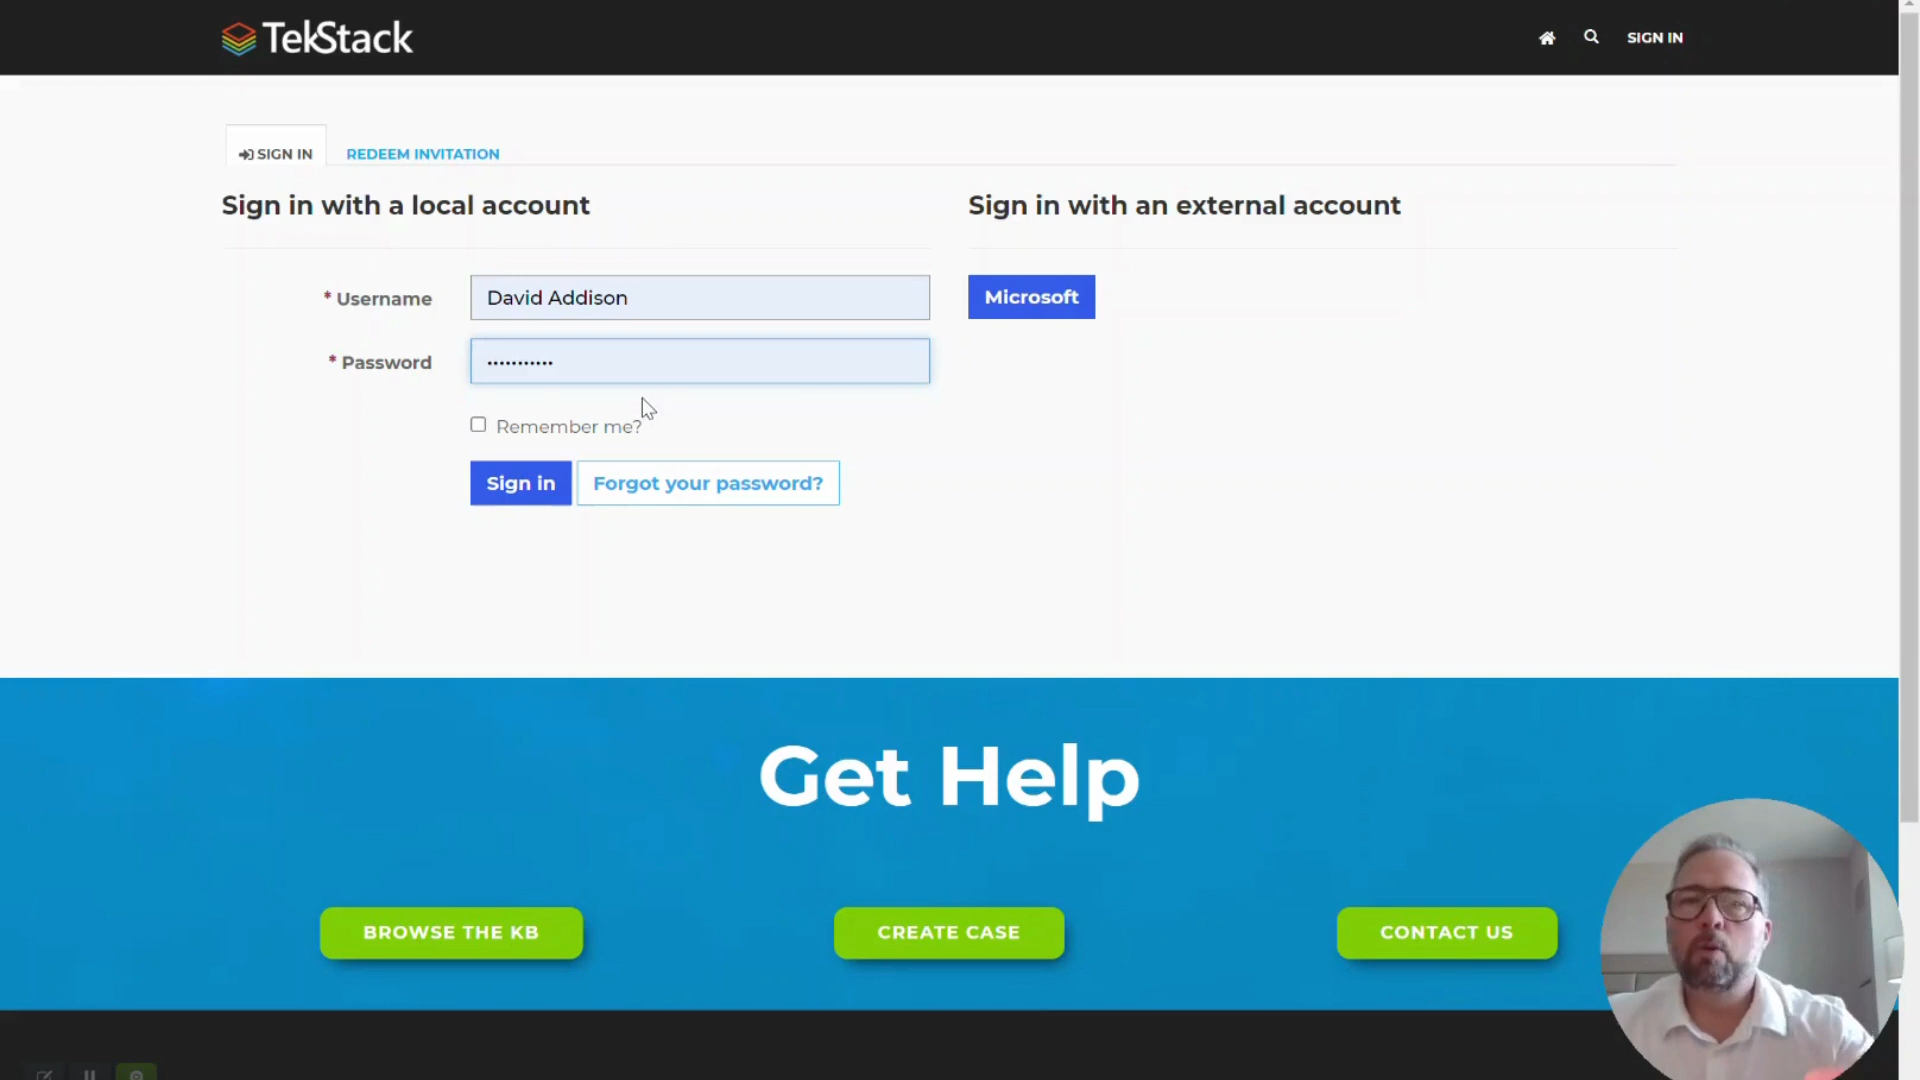 TekStack
SIGN IN
SIGN IN
REDEEM INVITATION
Sign in with a local account
Sign in with an external account
* Username
David Addison
Microsoft
* Password
•••••••••••
Remember me?
Sign in
Forgot your password?
Get Help
BROWSE THE KB
CREATE CASE
CONTACT US